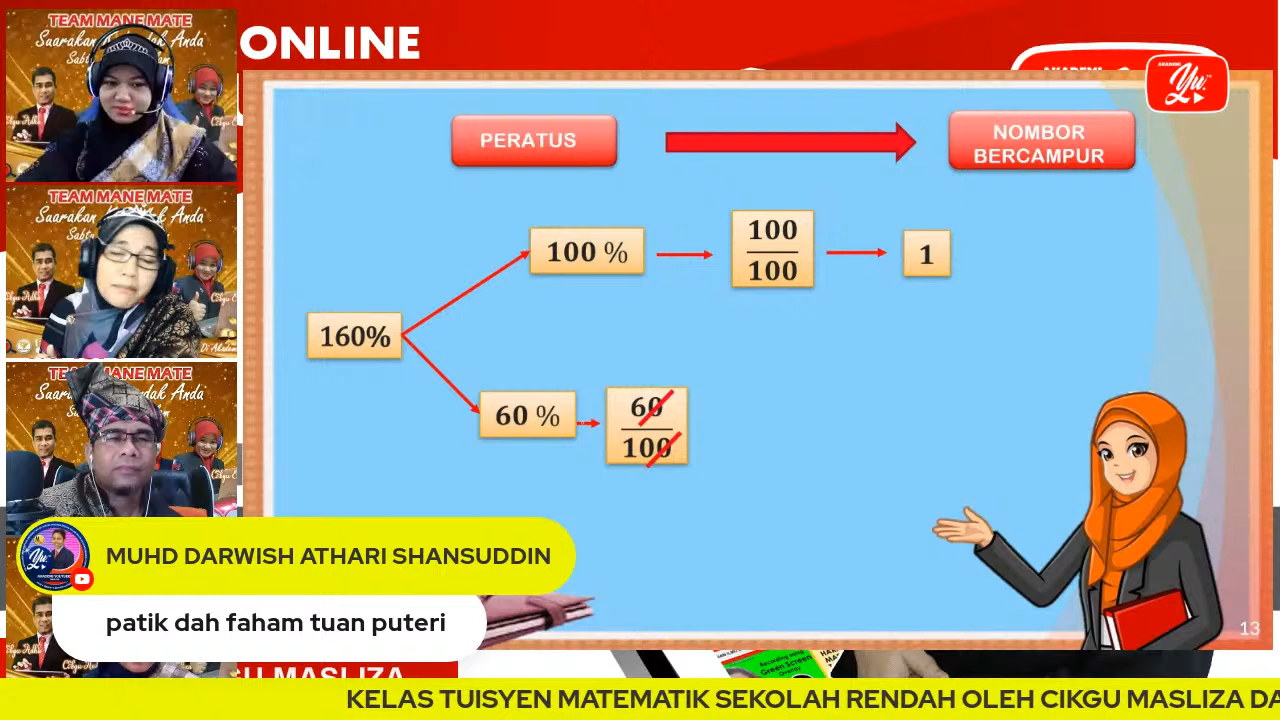 TEAM MANE MATE
ONLINE
PERATUS
NOMBOR
BERCAMPUR
100 %
100
100
1
160%
60 %
60
100
TEAM MANE MATE
TEAM MANE MATE
MUHD DARWISH ATHARI SHANSUDDIN
patik dah faham tuan puteri
13
KELAS TUISYEN MATEMATIK SEKOLAH RENDAH OLEH CIKGU MASLIZA DA